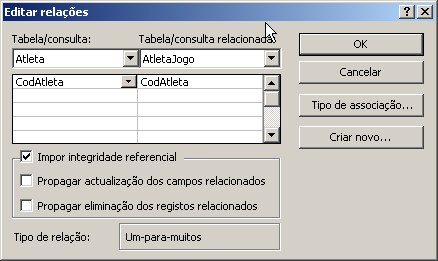 Editar relações
Tabela/consulta: Tabela/consulta relacionada:
Atleta AtletaJogo
CodAtleta CodAtleta
Impor integridade referencial
Propagar actualização dos campos relacionados
Propagar eliminação dos registos relacionados
Tipo de relação: Um-para-muitos
OK
Cancelar
Tipo de associação...
Criar novo...